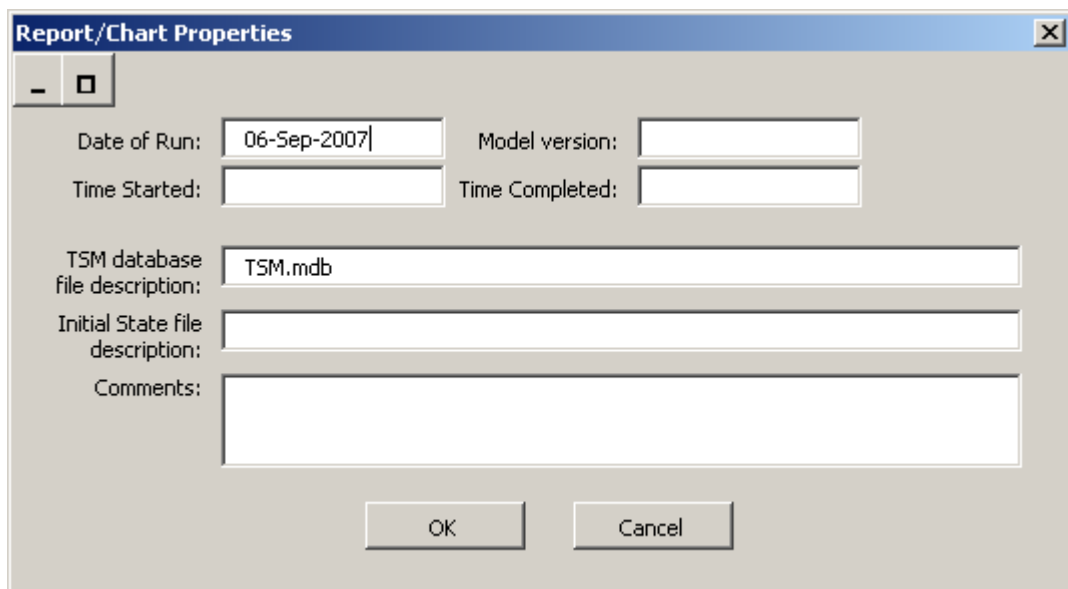 Report/Chart Properties
Date of Run: 06-Sep-2007 Model version:
Time Started: Time Completed:
TSM database
file description: TSM.mdb
Initial State file
description:
Comments:
OK Cancel